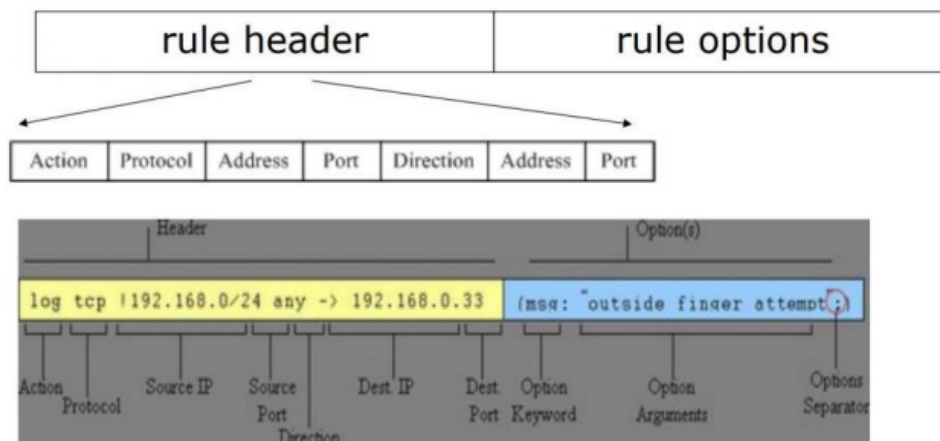 rule header rule options
Action Protocol Address Port Direction Address Port
Header Option(s)
log tcp !192.168.0/24 any -> 192.168.0.33 (msg: "outside finger attempt";)
Action Protocol Source IP Source Port Direction Dest. IP Dest. Port Option Keyword Option Arguments Options Separator